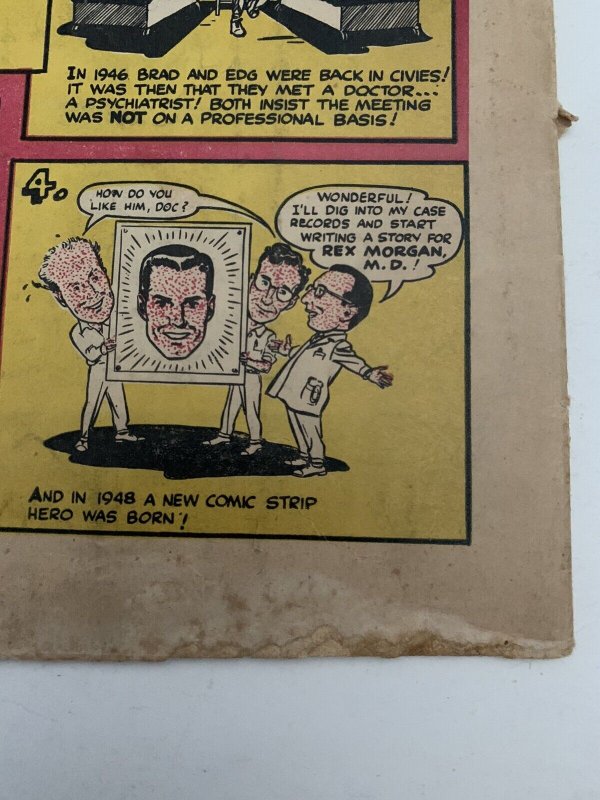 IN 1946 BRAD AND EDG WERE BACK IN CIVIES!
IT WAS THEN THAT THEY MET A DOCTOR...
A PSYCHIATRIST! BOTH INSIST THE MEETING
WAS NOT ON A PROFESSIONAL BASIS!
4.
HOW DO YOU
LIKE HIM, DOC?
WONDERFUL!
I'LL DIG INTO MY CASE
RECORDS AND START
WRITING A STORY FOR
REX MORGAN,
M.D.!
AND IN 1948 A NEW COMIC STRIP
HERO WAS BORN!